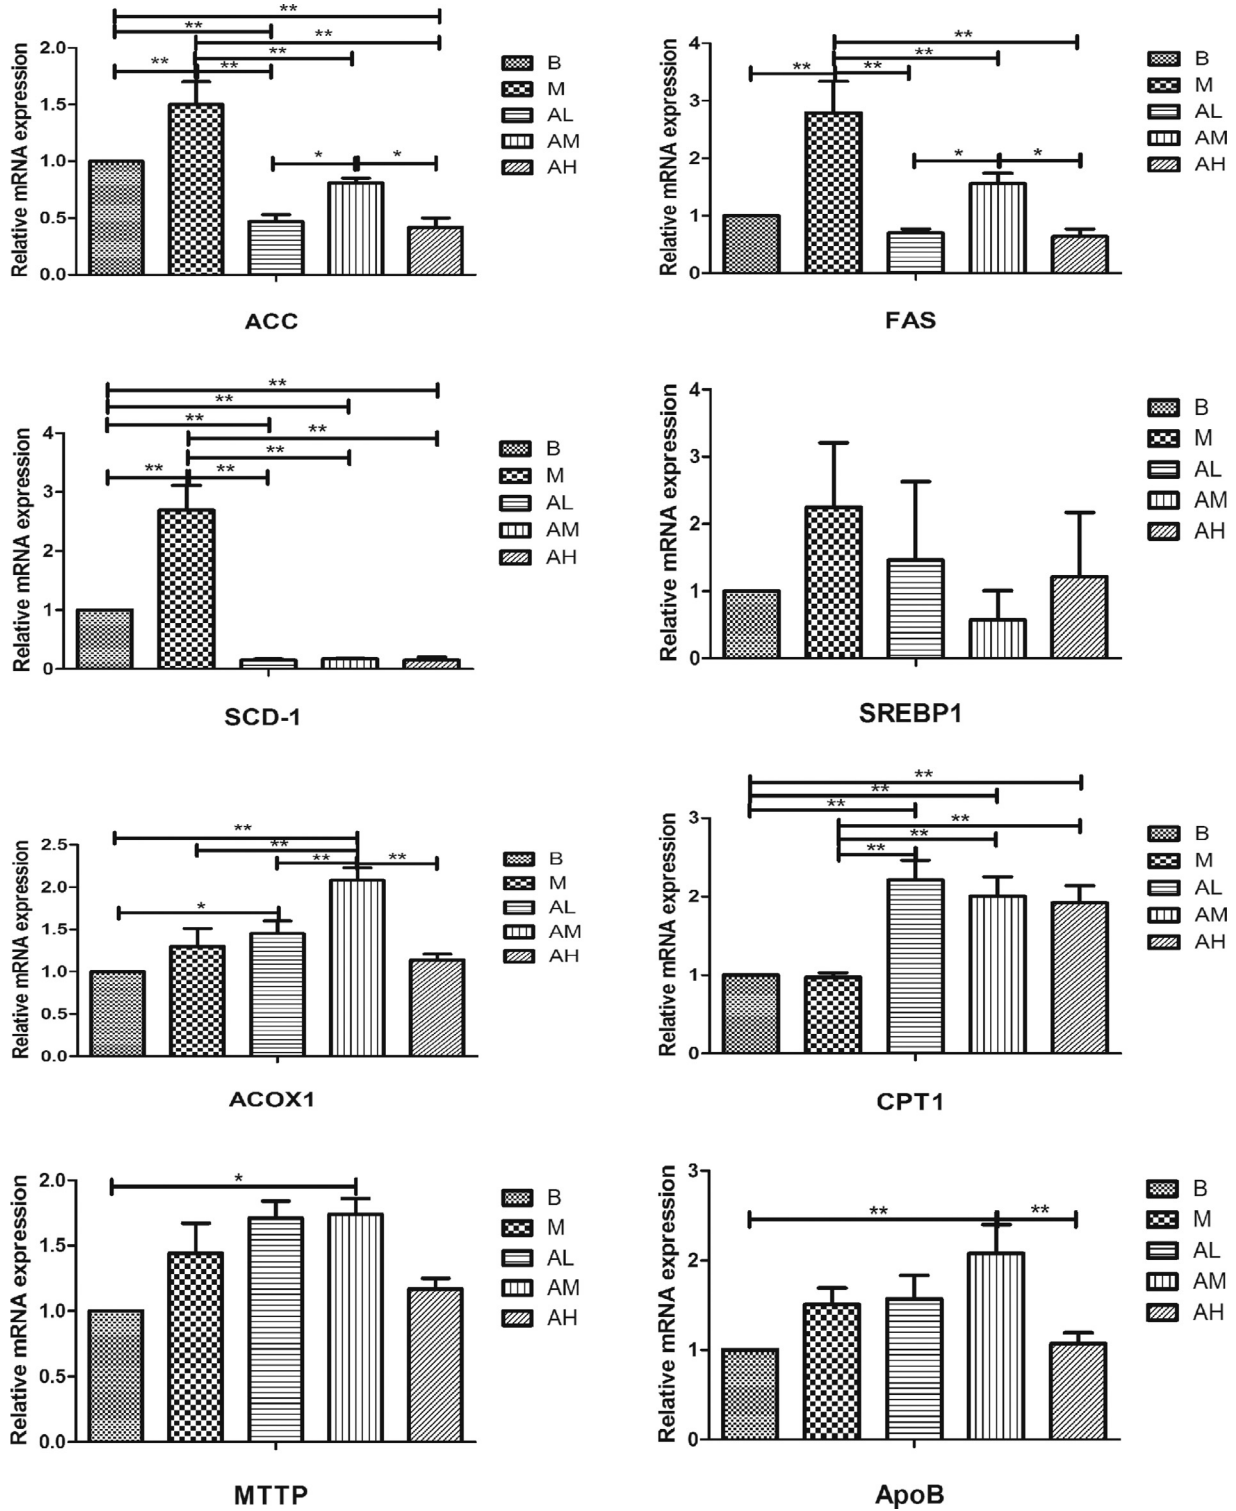 Relative mRNA expression
2.0
1.5
1.0
0.5
0.0
**
**
**
**
**
**
*
*
B
M
AL
AM
AH
ACC
Relative mRNA expression
4
3
2
1
0
**
**
**
**
*
*
B
M
AL
AM
AH
FAS
Relative mRNA expression
4
3
2
1
0
**
**
**
**
**
**
**
B
M
AL
AM
AH
SCD-1
Relative mRNA expression
4
3
2
1
0
B
M
AL
AM
AH
SREBP1
Relative mRNA expression
2.5
2.0
1.5
1.0
0.5
0.0
**
**
**
**
*
B
M
AL
AM
AH
ACOX1
Relative mRNA expression
3
2
1
0
**
**
**
**
**
**
B
M
AL
AM
AH
CPT1
Relative mRNA expression
2.0
1.5
1.0
0.5
0.0
*
B
M
AL
AM
AH
MTTP
Relative mRNA expression
3
2
1
0
**
**
B
M
AL
AM
AH
ApoB